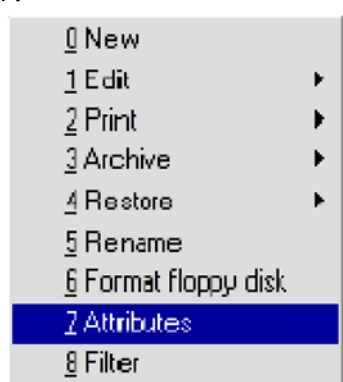 0 New
1 Edit
2 Print
3 Archive
4 Restore
5 Rename
6 Format floppy disk
7 Attributes
8 Filter